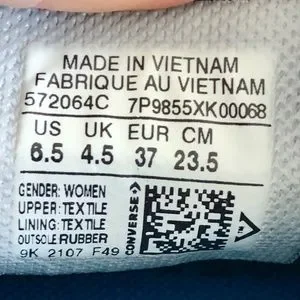 MADE IN VIETNAM
FABRIQUE AU VIETNAM
572064C 7P9855XK00068
US UK EUR CM
6.5 4.5 37 23.5
GENDER: WOMEN
UPPER: TEXTILE
LINING: TEXTILE
OUTSOLE RUBBER
9K 2107 F49
CONVERSE